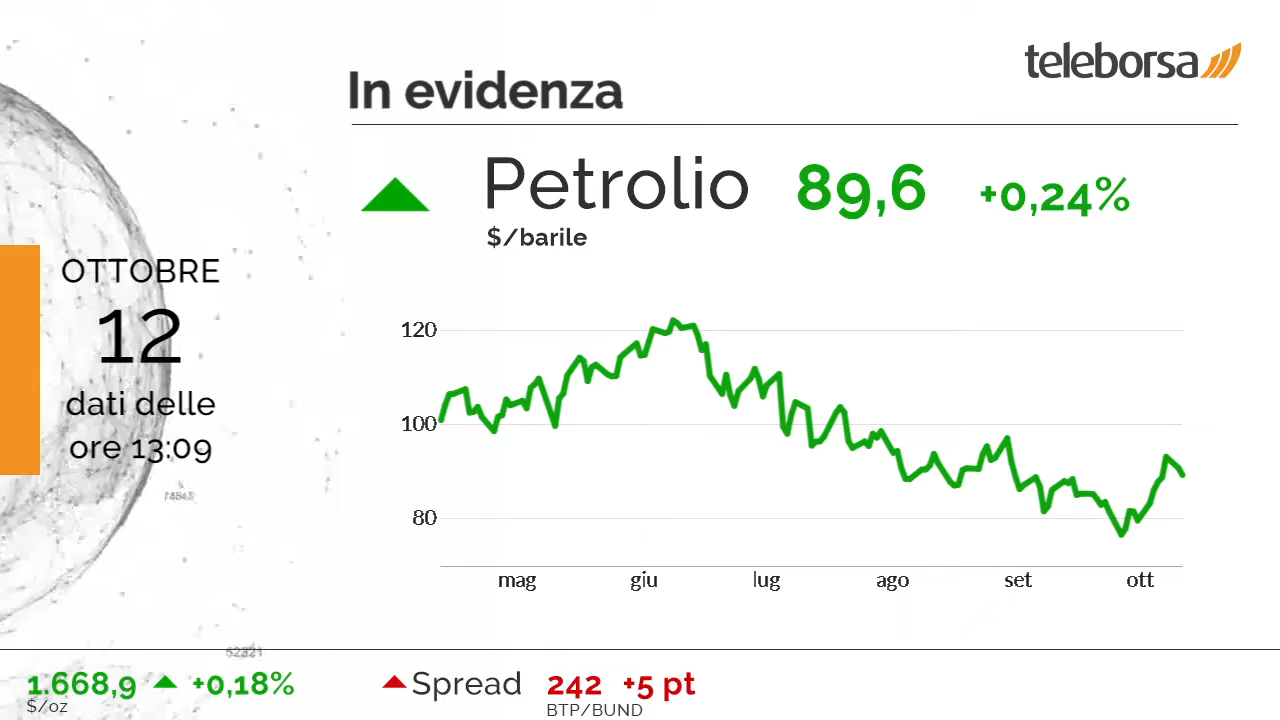 teleborsa
In evidenza
Petrolio 89,6 +0,24%
$/barile
OTTOBRE
12
dati delle
ore 13:09
120
100
80
mag giu lug ago set ott
62321
1.668,9 +0,18%
$/oz
Spread 242 +5 pt
BTP/BUND